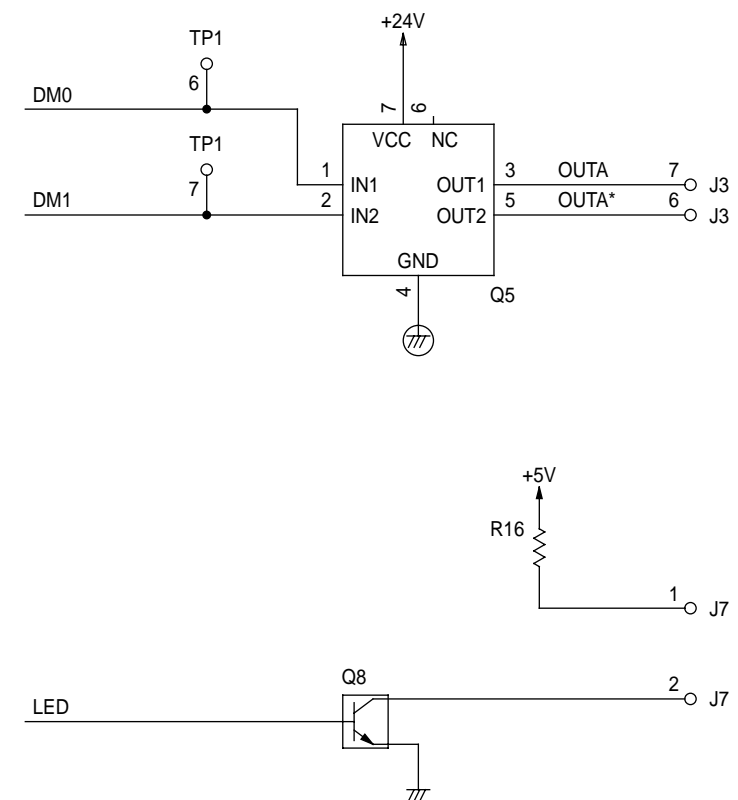 +24V
TP1
6
DM0
7 6
VCC NC
TP1
1 IN1 OUT1 3 OUTA 7 J3
7
DM1 2 IN2 OUT2 5 OUTA* 6 J3
GND
4
Q5
+5V
R16
1 J7
Q8
2 J7
LED